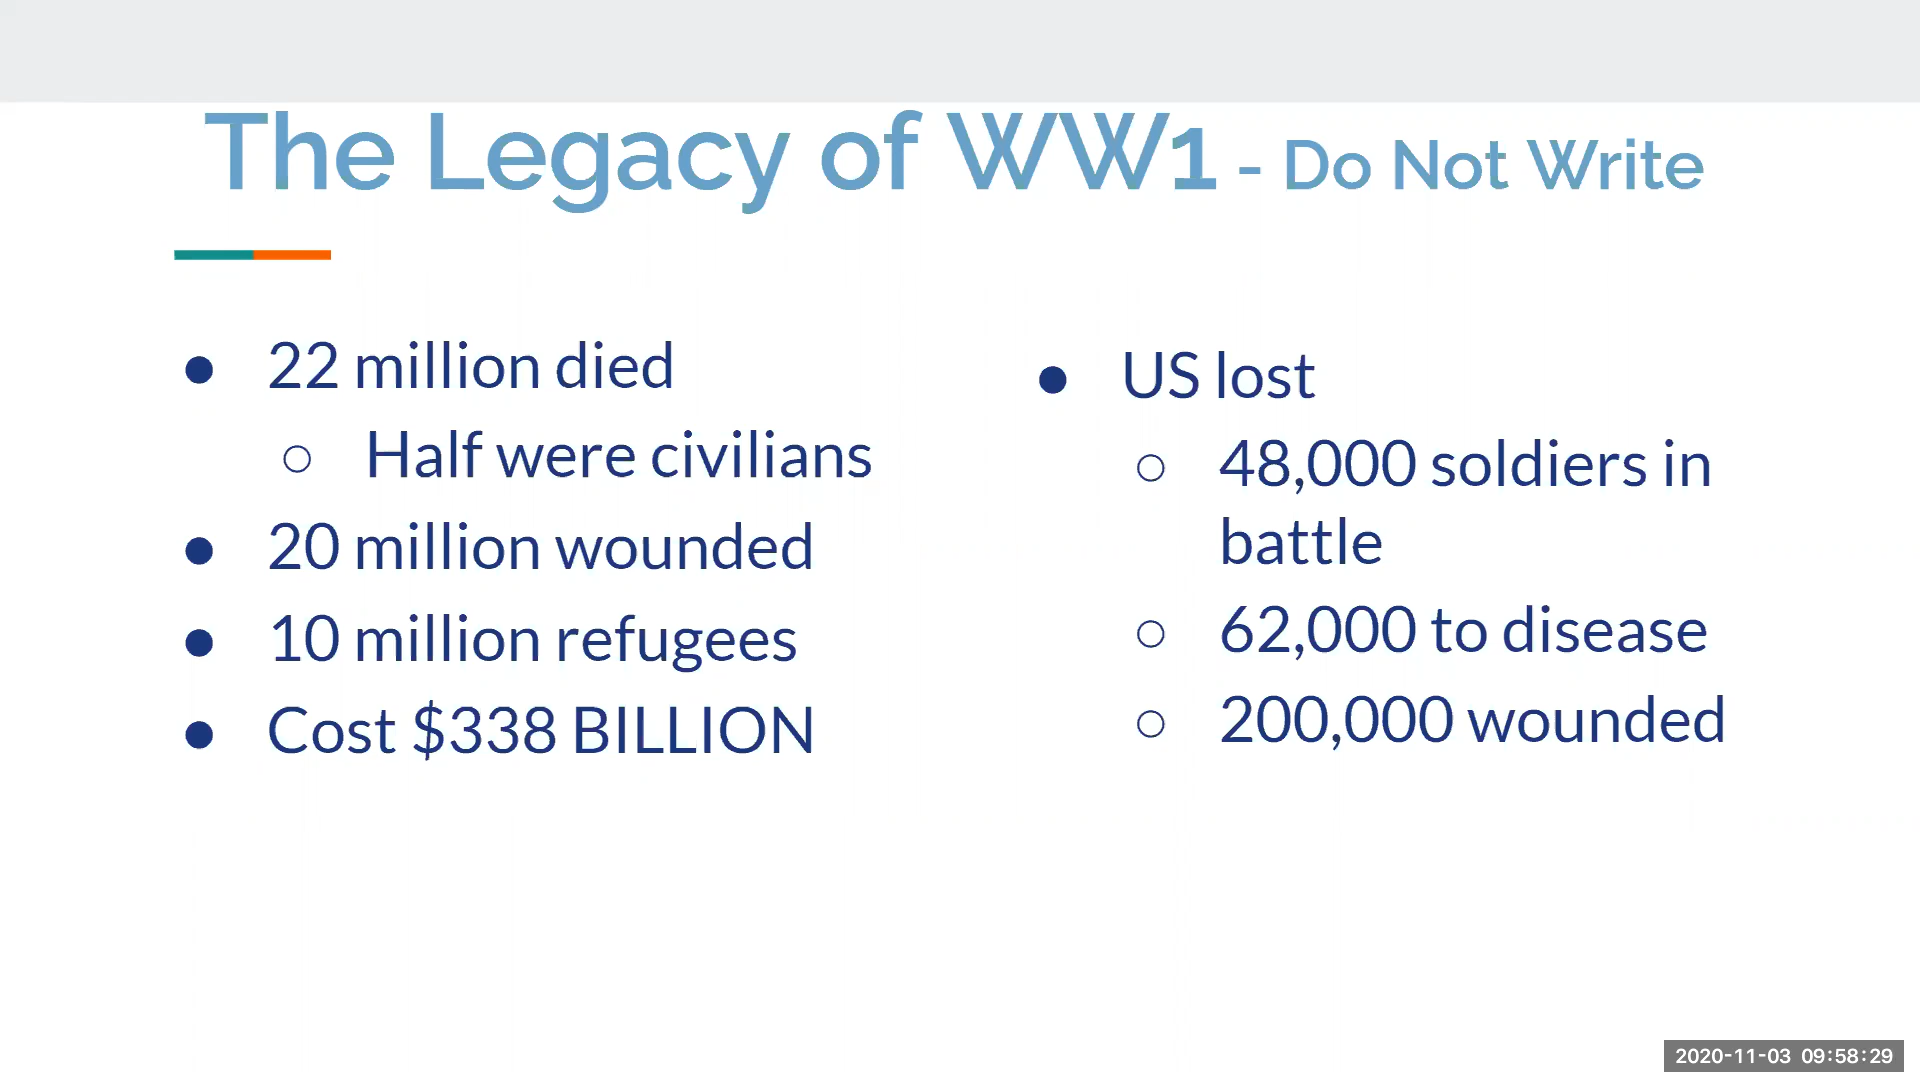 The Legacy of WW1 - Do Not Write
● 22 million died
○ Half were civilians
● 20 million wounded
● 10 million refugees
● Cost $338 BILLION
● US lost
○ 48,000 soldiers in
battle
○ 62,000 to disease
○ 200,000 wounded
2020-11-03 09:58:29